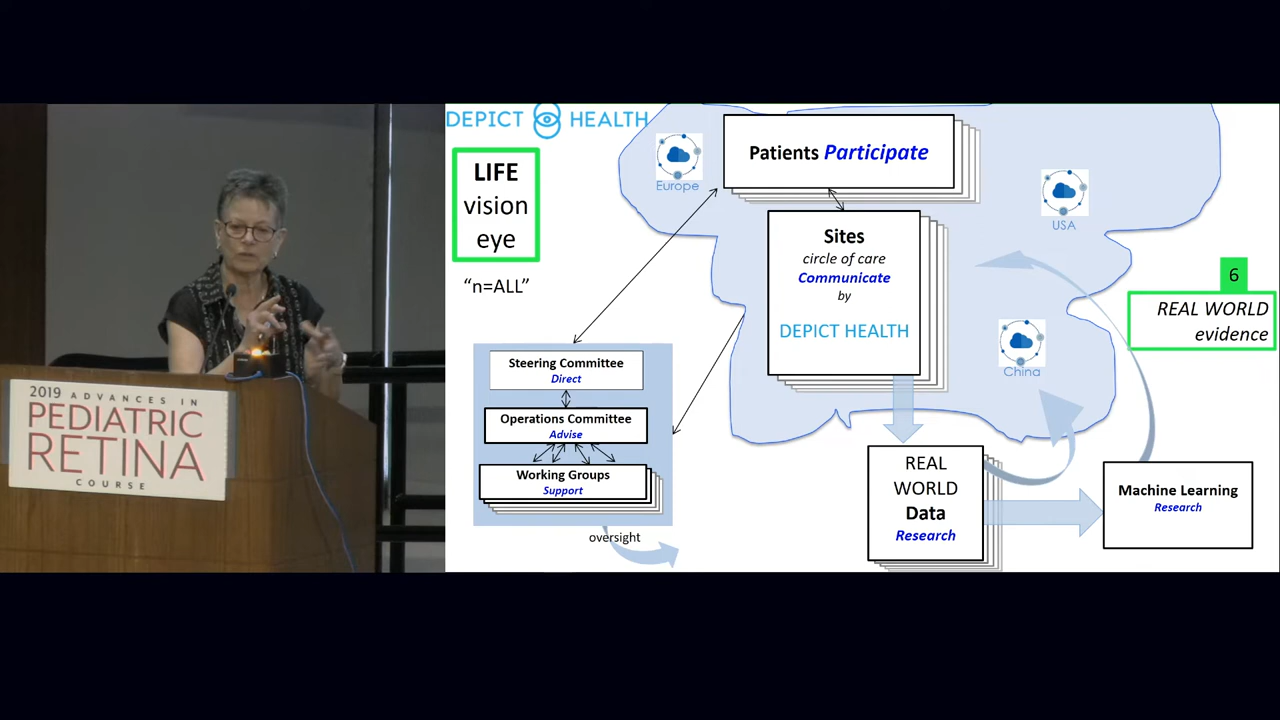 2019 ADVANCES IN
PEDIATRIC
RETINA
COURSE
DEPICT HEALTH
LIFE
vision
eye
“n=ALL”
Europe
Patients Participate
USA
Sites
circle of care
Communicate
by
DEPICT HEALTH
6
REAL WORLD
evidence
China
Steering Committee
Direct
Operations Committee
Advise
Working Groups
Support
oversight
REAL
WORLD
Data
Research
Machine Learning
Research